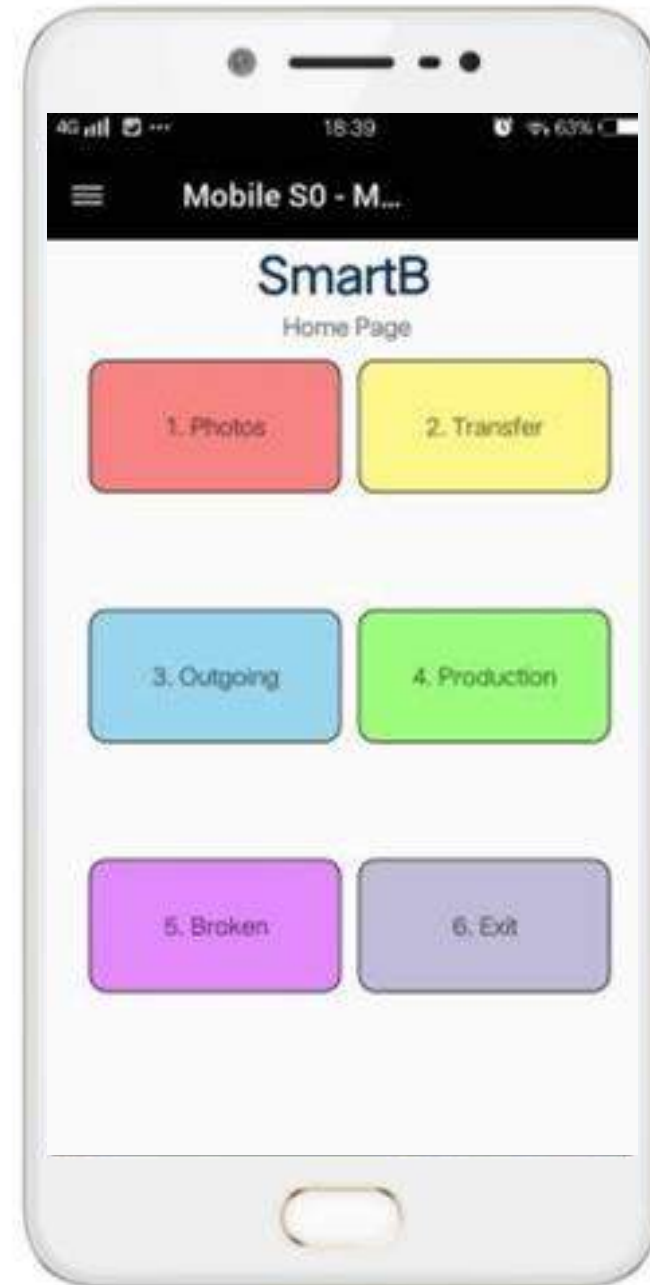 4G ... 18:39 63%
Mobile S0 - M...
SmartB
Home Page
1. Photos 2. Transfer
3. Outgoing 4. Production
5. Broken 6. Exit